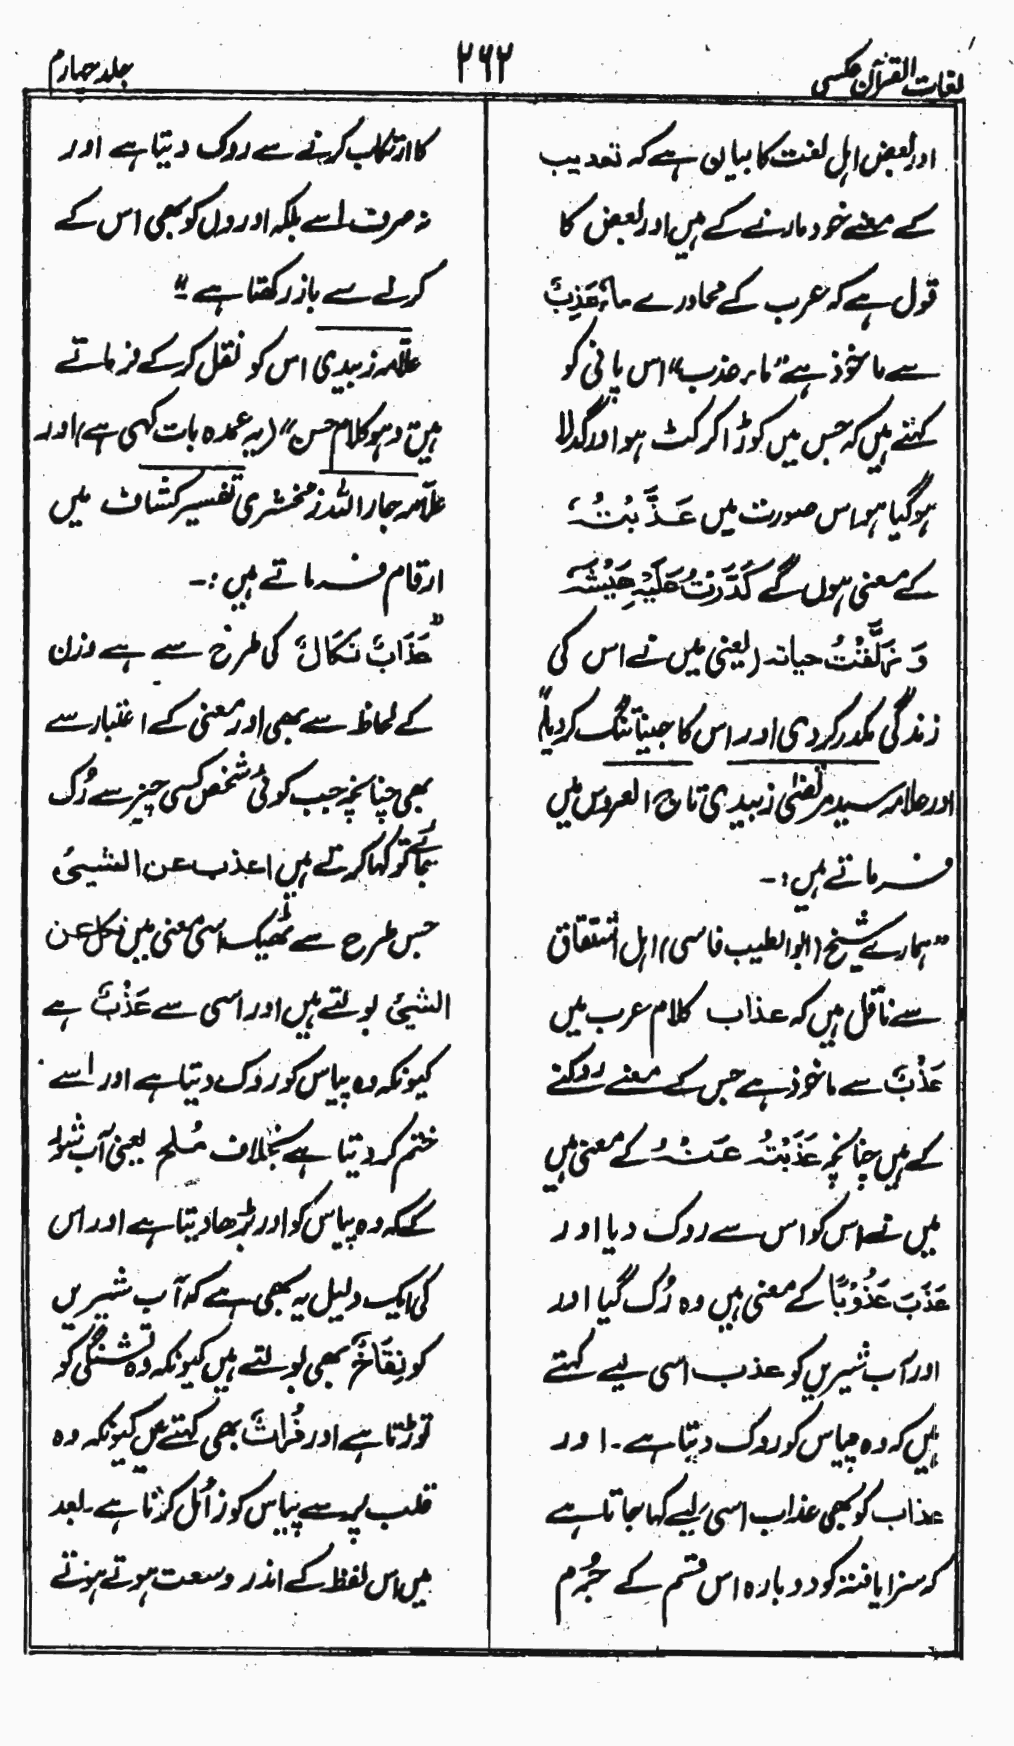 لغات القرآن عکسی
۲۶۲
جلد چہارم
اور بعض اہل لغت کا بیان ہے کہ تعذیب
کے معنے خود مارنے کے ہیں اور بعض کا
قول ہے کہ عرب کے محاورے ماءٌ عَذِبٌ
سے ماخوذ ہے "ماء عذب" اس پانی کو
کہتے ہیں کہ جس میں کوڑا کرکٹ ہو اور گدلا
ہو گیا ہو اس صورت میں عَذَّبْتُہٗ
کے معنی ہوں گے کَدَّرْتُ عَلَیْہِ عَیْشَہٗ
وَ زَلَّقْتُ حیاتہ (یعنی میں نے اس کی
زندگی مکدر کردی اور اس کا جینا تنگ کردیا)"
اور علامہ سید مرتضٰی زبیدی تاج العروس میں
فرماتے ہیں :۔
"ہمارے شیخ (ابو الطیب فاسی) اہل اشتقاق
سے ناقل ہیں کہ عذاب کلام عرب میں
عَذْبٌ سے ماخوذ ہے جس کے معنے روکنے
کے ہیں چنانچہ عَذَبْتُہٗ عَنْہُ کے معنی ہیں
میں نے اس کو اس سے روک دیا اور
عَذَبَ عَذُوْبًا کے معنی ہیں وہ رُک گیا اور
اور آب شیریں کو عذب اسی لیے کہتے
ہیں کہ وہ پیاس کو روک دیتا ہے۔ اور
عذاب کو بھی عذاب اسی لیے کہا جاتا ہے
کہ سزا یافتہ کو دوبارہ اس قسم کے جُرم
کا ارتکاب کرنے سے روک دیتا ہے اور
نہ صرف اسے بلکہ اوروں کو بھی اس کے
کرنے سے باز رکھتا ہے"
علّامہ زبیدی اس کو نقل کرکے فرماتے
ہیں وھو کلام حسن" (یہ عمدہ بات کہی ہے) اور
علّامہ جار اللہ زمخشری تفسیر کشاف میں
ارقام فرماتے ہیں :۔
"عَذَابٌ نَکَالٌ کی طرح سے ہے وزن
کے لحاظ سے بھی اور معنی کے اعتبار سے
بھی چنانچہ جب کوئی شخص کسی چیز سے رُک
جائے تو کہا کرتے ہیں اعذب عن الشیئ
جس طرح سے ٹھیک اسی معنی میں نکل عن
الشیئ بولتے ہیں اور اسی سے عَذْبٌ ہے
کیونکہ وہ پیاس کو روک دیتا ہے اور اسے
ختم کر دیتا ہے بخلاف مُلح یعنی آب شور
کے کہ وہ پیاس کو اور بڑھا دیتا ہے اور اس
کی ایک دلیل یہ بھی ہے کہ آب شیریں
کو نِقَاخٌ بھی بولتے ہیں کیونکہ وہ تشنگی کو
توڑتا ہے اور فُراتٌ بھی کہتے ہیں کیونکہ وہ
قلب پر سے پیاس کو زائل کرتا ہے۔ بعد
میں اس لفظ کے اندر وسعت ہوتے ہوتے